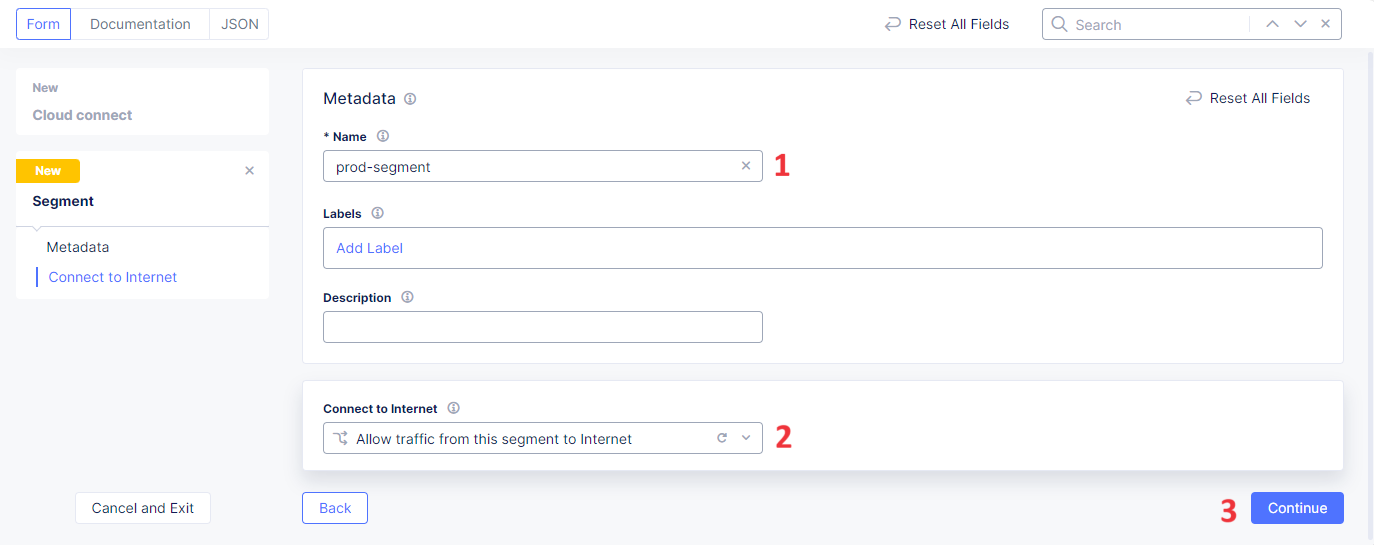 Form Documentation JSON Reset All Fields Search
New
Cloud connect
New
Segment
Metadata
Connect to Internet
Metadata Reset All Fields
* Name
prod-segment 1
Labels
Add Label
Description
Connect to Internet
Allow traffic from this segment to Internet 2
Cancel and Exit Back 3 Continue